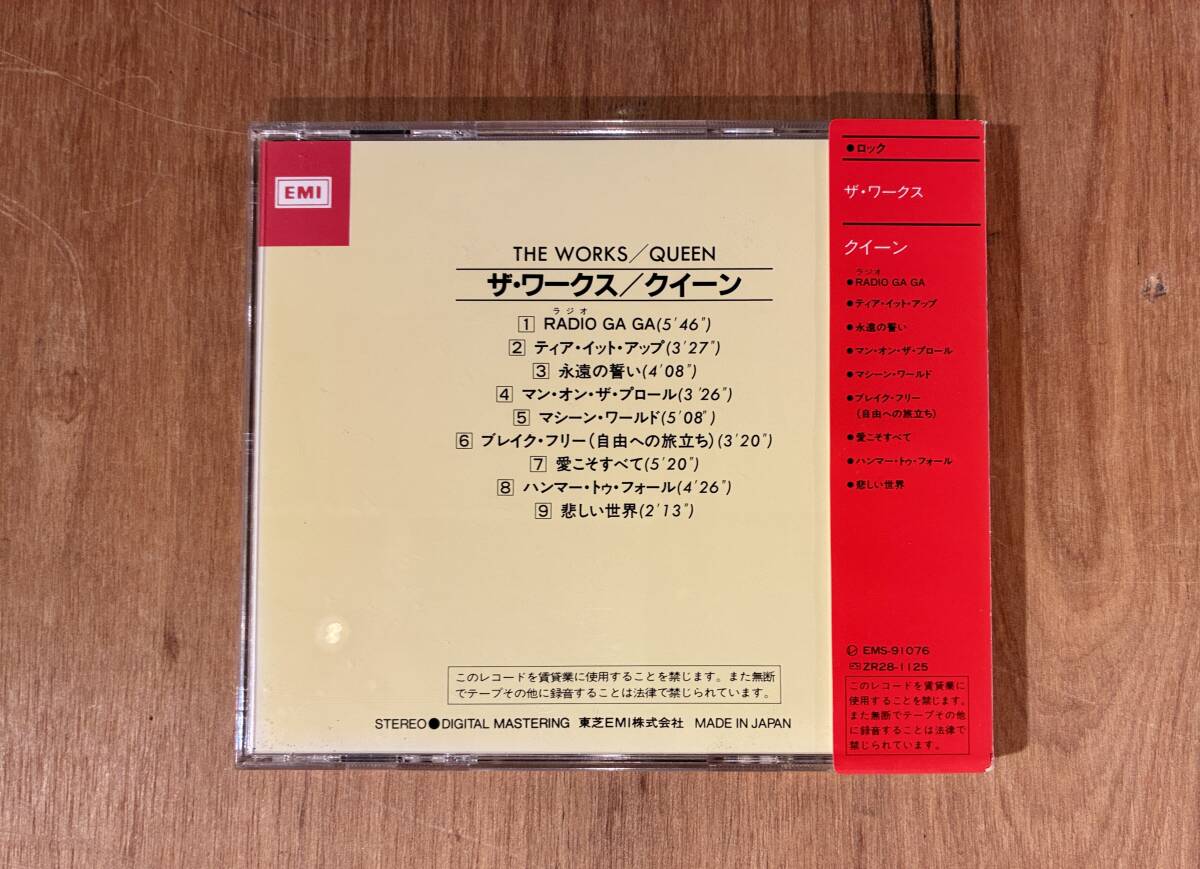 EMI
THE WORKS/QUEEN
ザ・ワークス/クイーン
ラジオ
1 RADIO GA GA(5'46")
2 ティア・イット・アップ(3'27")
3 永遠の誓い(4'08")
4 マン・オン・ザ・プロール(3'26")
5 マシーン・ワールド(5'08")
6 ブレイク・フリー(自由への旅立ち)(3'20")
7 愛こそすべて(5'20")
8 ハンマー・トゥ・フォール(4'26")
9 悲しい世界(2'13")
このレコードを賃貸業に使用することを禁じます。また無断
でテープその他に録音することは法律で禁じられています。
STEREO●DIGITAL MASTERING 東芝EMI株式会社 MADE IN JAPAN
●ロック
ザ・ワークス
クイーン
ラジオ
●RADIO GA GA
●ティア・イット・アップ
●永遠の誓い
●マン・オン・ザ・プロール
●マシーン・ワールド
●ブレイク・フリー
(自由への旅立ち)
●愛こそすべて
●ハンマー・トゥ・フォール
●悲しい世界
EMS-91076
ZR28-1125
このレコードを賃貸業に
使用することを禁じます。
また無断でテープその他
に録音することは法律で
禁じられています。